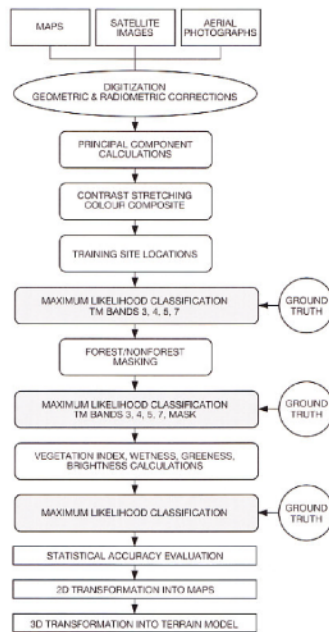 MAPS
SATELLITE
IMAGES
AERIAL
PHOTOGRAPHS
DIGITIZATION
GEOMETRIC & RADIOMETRIC CORRECTIONS
PRINCIPAL COMPONENT
CALCULATIONS
CONTRAST STRETCHING
COLOUR COMPOSITE
TRAINING SITE LOCATIONS
MAXIMUM LIKELIHOOD CLASSIFICATION
TM BANDS 3, 4, 5, 7
GROUND
TRUTH
FOREST/NONFOREST
MASKING
MAXIMUM LIKELIHOOD CLASSIFICATION
TM BANDS 3, 4, 5, 7, MASK
GROUND
TRUTH
VEGETATION INDEX, WETNESS, GREENESS,
BRIGHTNESS CALCULATIONS
MAXIMUM LIKELIHOOD CLASSIFICATION
GROUND
TRUTH
STATISTICAL ACCURACY EVALUATION
2D TRANSFORMATION INTO MAPS
3D TRANSFORMATION INTO TERRAIN MODEL